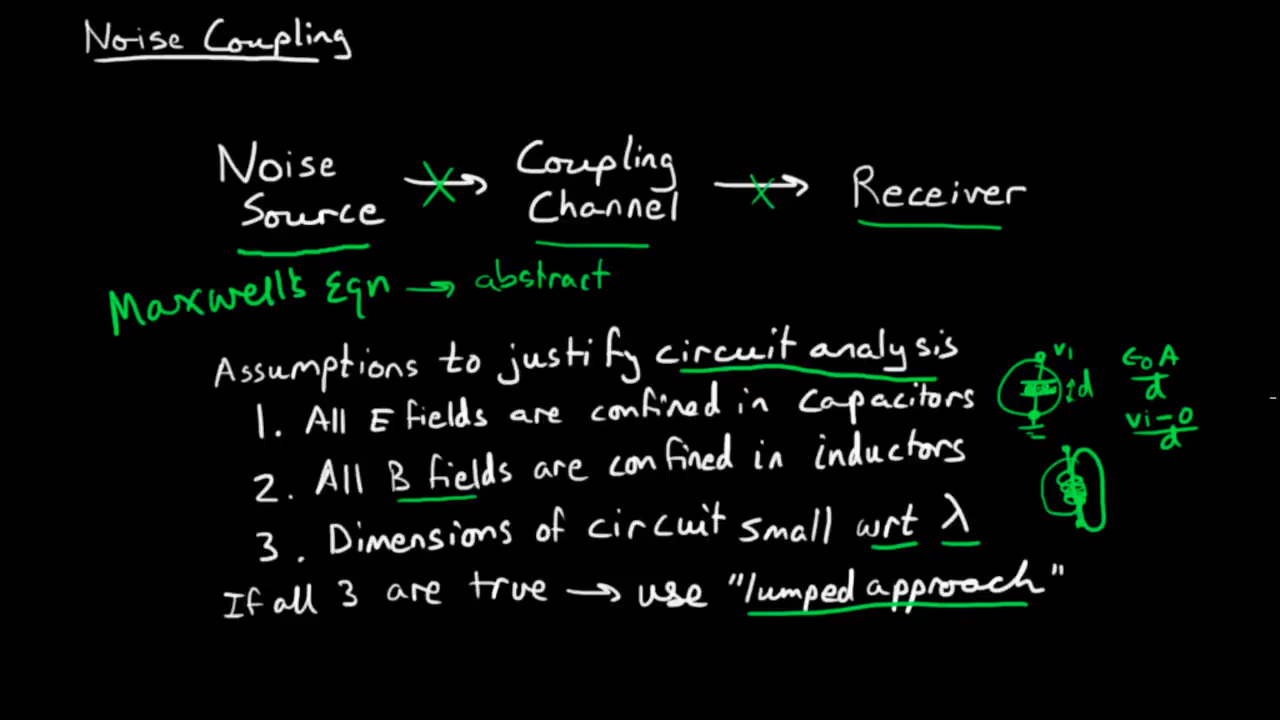 Noise Coupling
Noise Source → Coupling Channel → Receiver
Maxwell's Eqn → abstract
Assumptions to justify circuit analysis
1. All E fields are confined in capacitors
2. All B fields are confined in inductors
3. Dimensions of circuit small wrt λ
If all 3 are true → use "lumped approach"
v1
d
ε0 A
d
v1-0
d